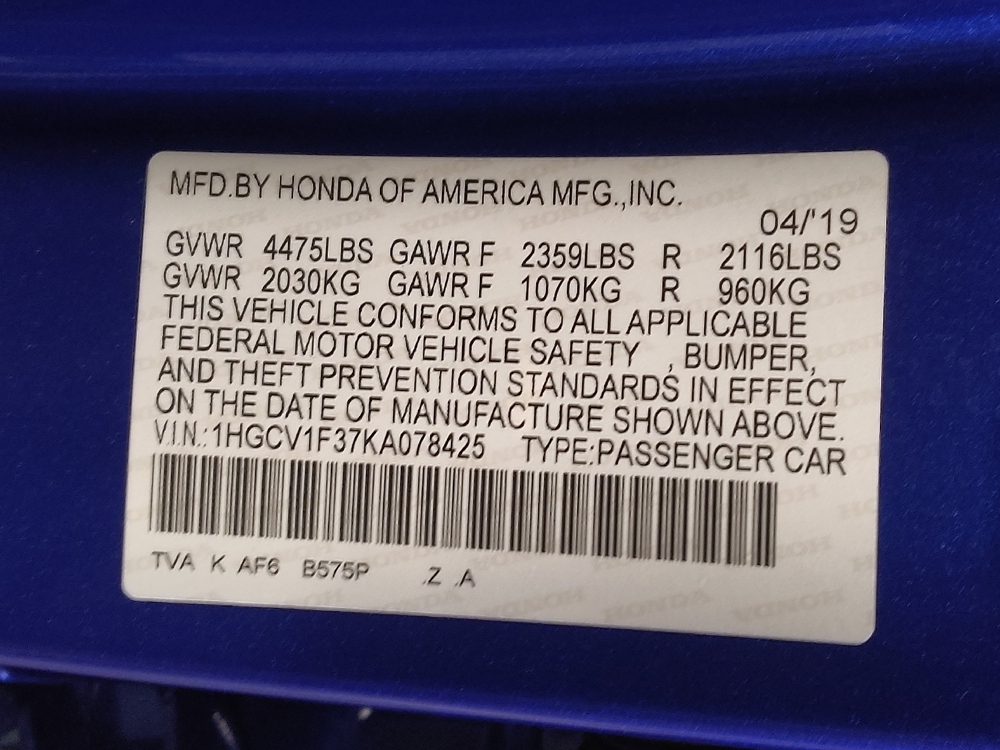 MFD.BY HONDA OF AMERICA MFG.,INC.
04/'19
GVWR 4475LBS GAWR F 2359LBS R 2116LBS
GVWR 2030KG GAWR F 1070KG R 960KG
THIS VEHICLE CONFORMS TO ALL APPLICABLE
FEDERAL MOTOR VEHICLE SAFETY , BUMPER,
AND THEFT PREVENTION STANDARDS IN EFFECT
ON THE DATE OF MANUFACTURE SHOWN ABOVE.
V.I.N.:1HGCV1F37KA078425 TYPE:PASSENGER CAR
TVA K AF6 B575P .Z .A